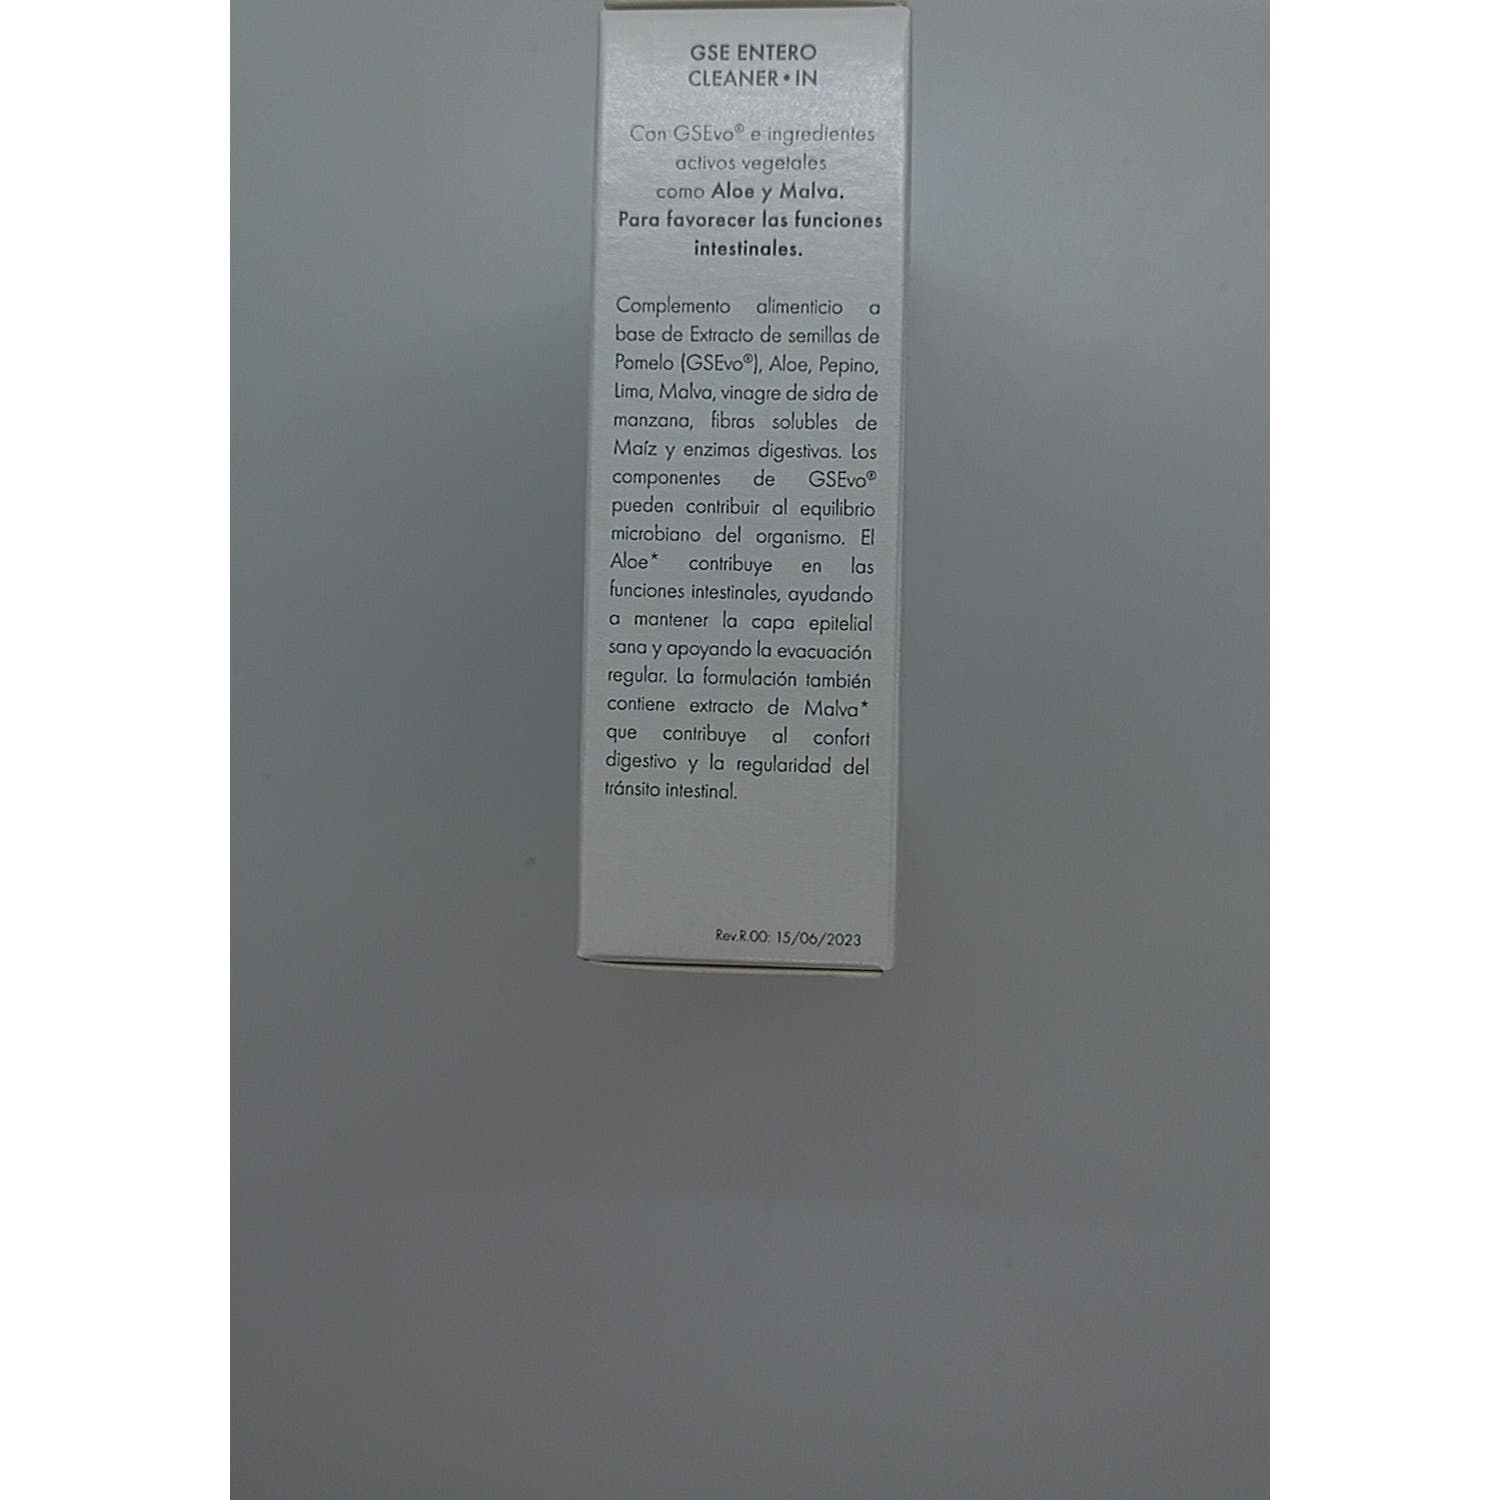 GSE ENTERO
CLEANER • IN
Con GSEvo® e ingredientes
activos vegetales
como Aloe y Malva.
Para favorecer las funciones
intestinales.
Complemento alimenticio a
base de Extracto de semillas de
Pomelo (GSEvo®), Aloe, Pepino,
Lima, Malva, vinagre de sidra de
manzana, fibras solubles de
Maíz y enzimas digestivas. Los
componentes de GSEvo®
pueden contribuir al equilibrio
microbiano del organismo. El
Aloe* contribuye en las
funciones intestinales, ayudando
a mantener la capa epitelial
sana y apoyando la evacuación
regular. La formulación también
contiene extracto de Malva*
que contribuye al confort
digestivo y la regularidad del
tránsito intestinal.
Rev.R.00: 15/06/2023